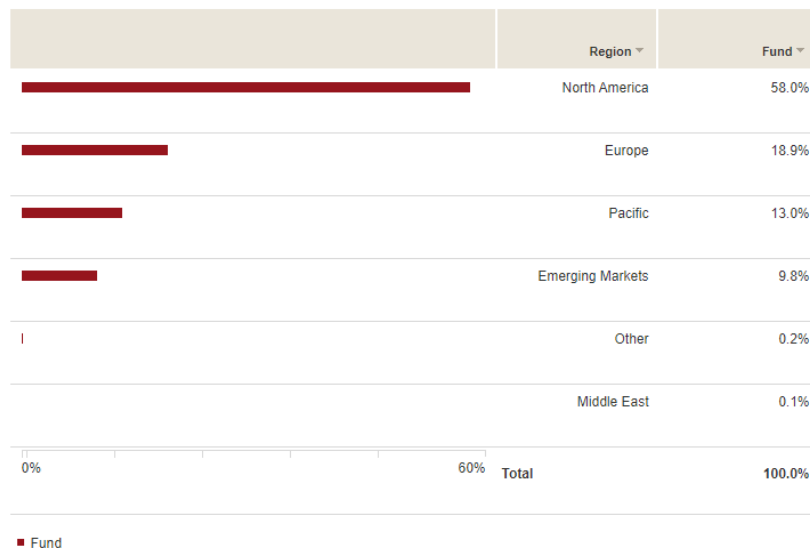 Region Fund
North America 58.0%
Europe 18.9%
Pacific 13.0%
Emerging Markets 9.8%
Other 0.2%
Middle East 0.1%
0% 60% Total 100.0%
Fund